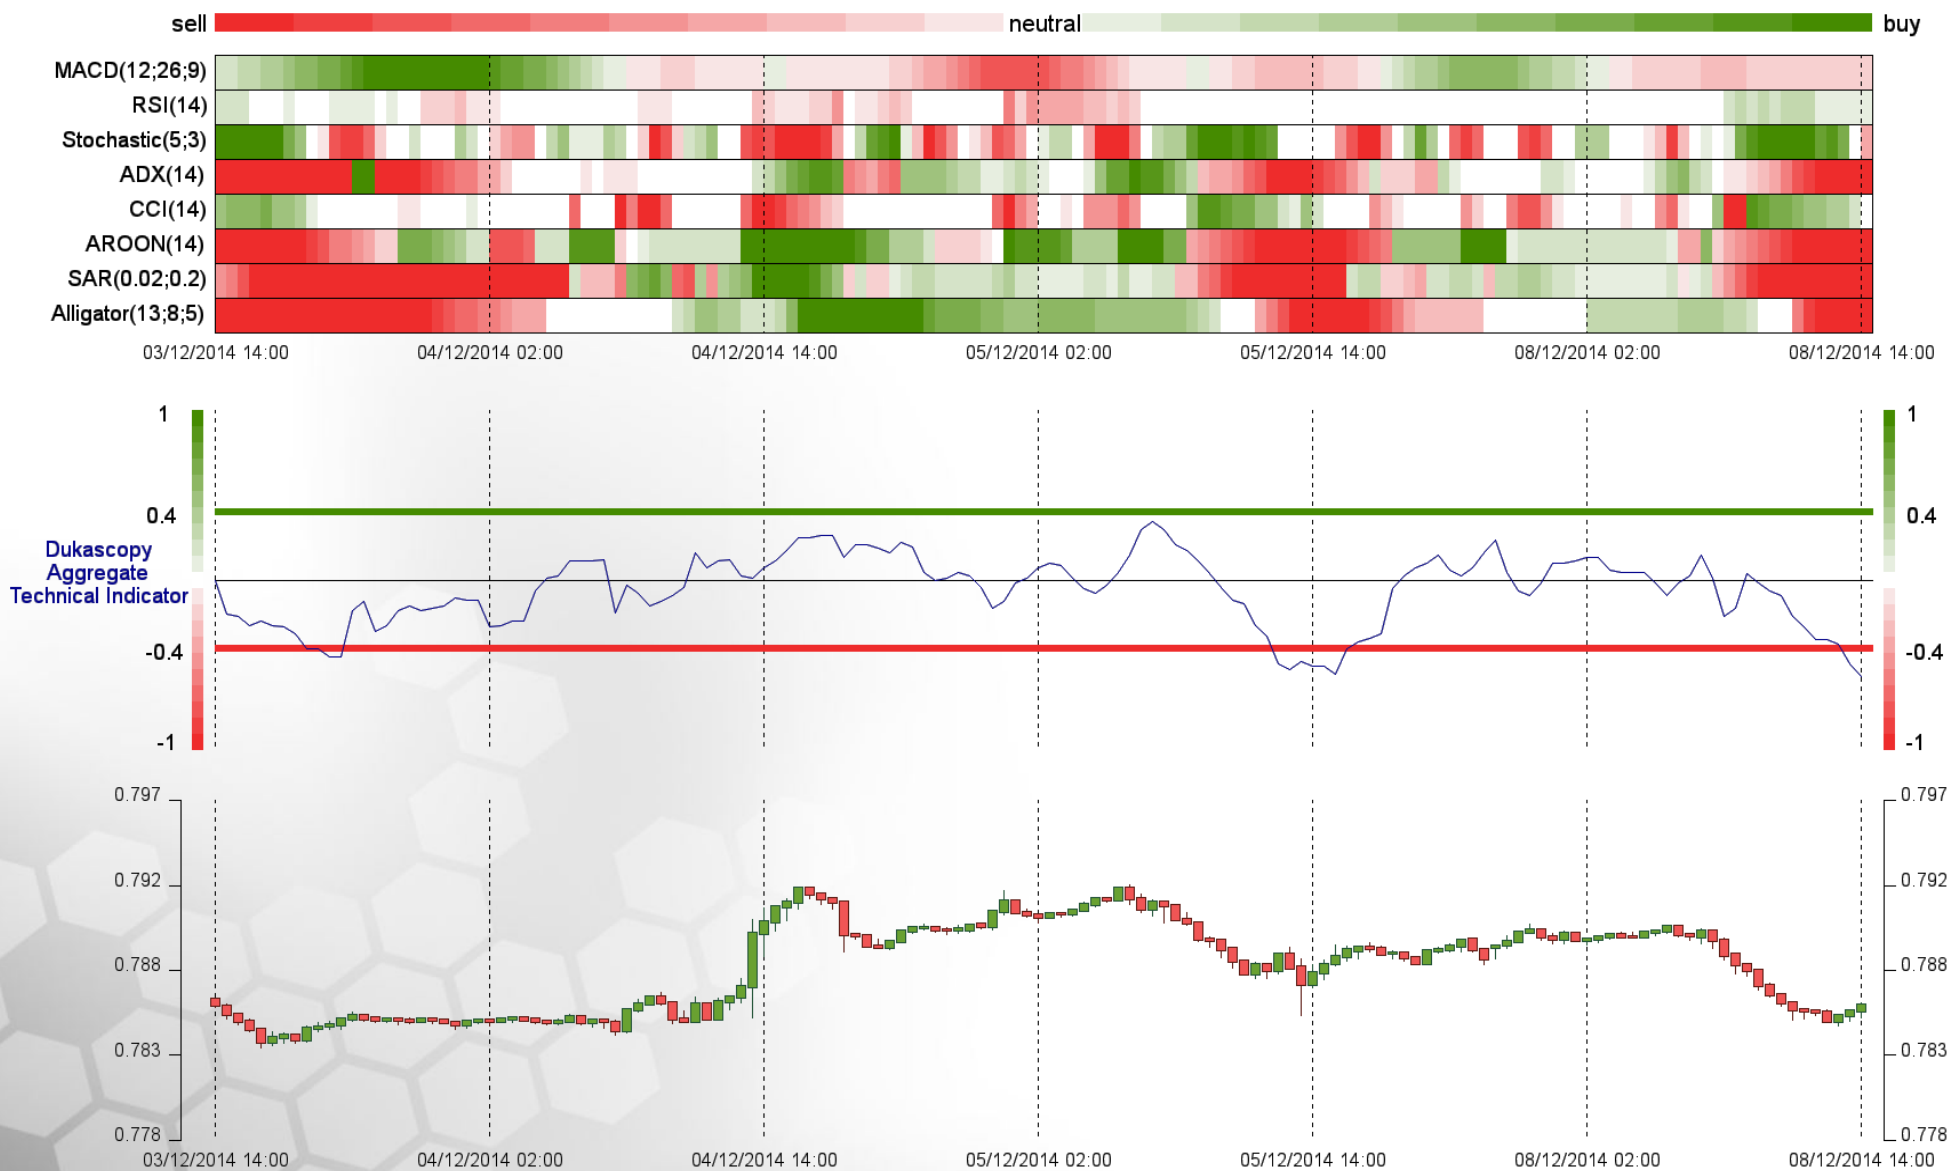 sell neutral buy
MACD(12;26;9)
RSI(14)
Stochastic(5;3)
ADX(14)
CCI(14)
AROON(14)
SAR(0.02;0.2)
Alligator(13;8;5)
03/12/2014 14:00 04/12/2014 02:00 04/12/2014 14:00 05/12/2014 02:00 05/12/2014 14:00 08/12/2014 02:00 08/12/2014 14:00
1 1
0.4 0.4
Dukascopy
Aggregate
Technical Indicator
-0.4 -0.4
-1 -1
0.797 0.797
0.792 0.792
0.788 0.788
0.783 0.783
0.778 0.778
03/12/2014 14:00 04/12/2014 02:00 04/12/2014 14:00 05/12/2014 02:00 05/12/2014 14:00 08/12/2014 02:00 08/12/2014 14:00